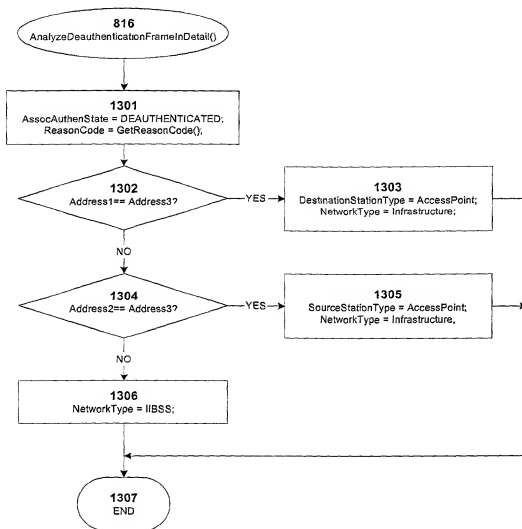 816
AnalyzeDeauthenticationFrameInDetail()
1301
AssocAuthenState = DEAUTHENTICATED;
ReasonCode = GetReasonCode();
1302
Address1== Address3?
YES
1303
DestinationStationType = AccessPoint;
NetworkType = Infrastructure;
NO
1304
Address2== Address3?
YES
1305
SourceStationType = AccessPoint;
NetworkType = Infrastructure,
NO
1306
NetworkType = IIBSS;
1307
END